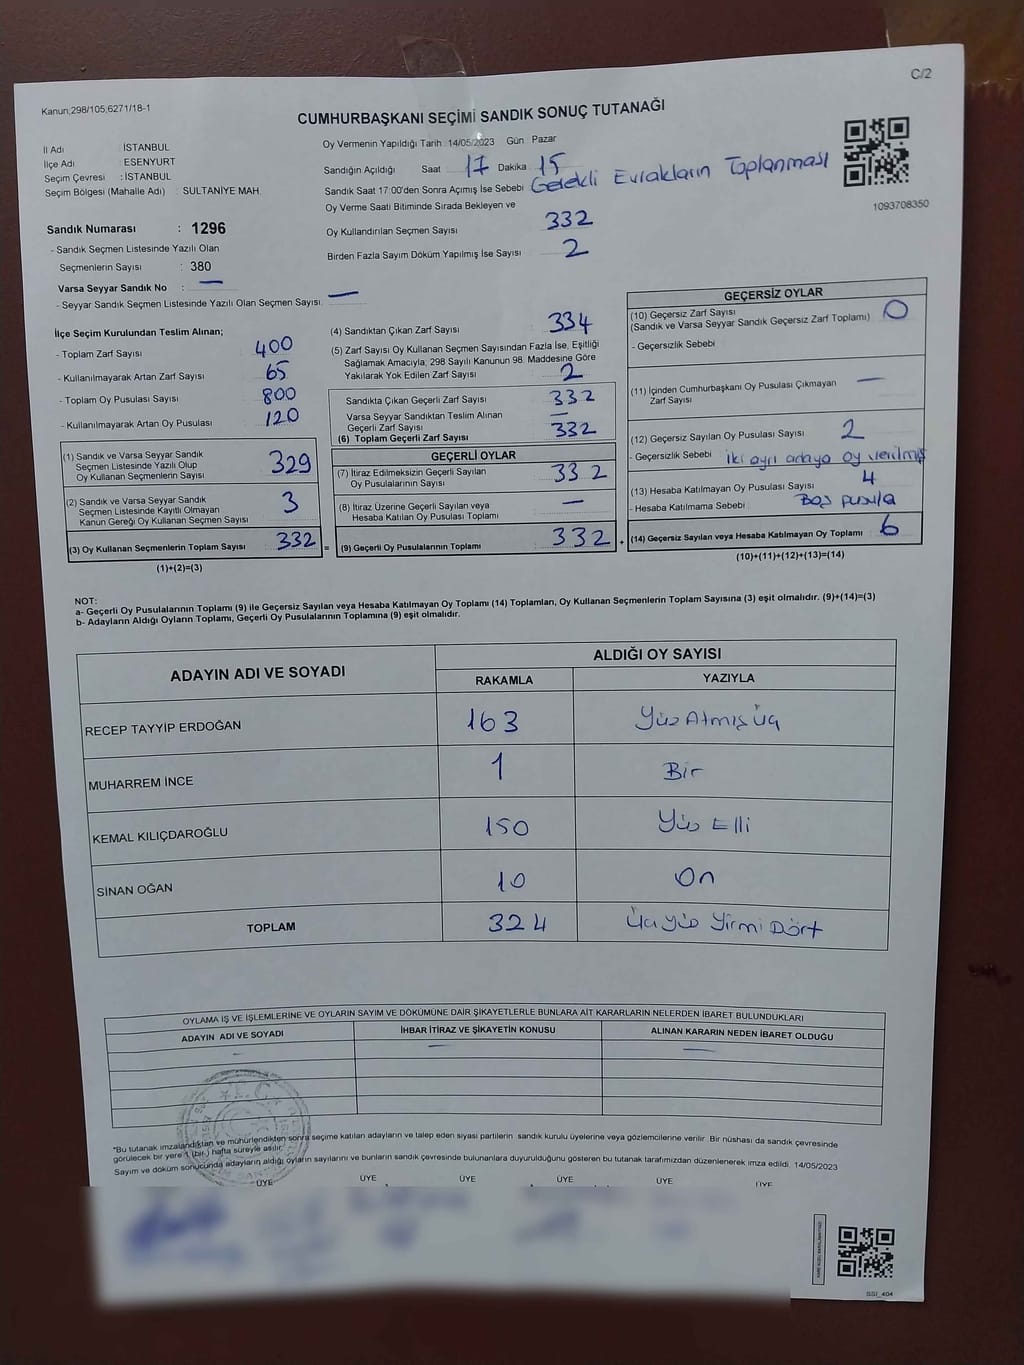 C/2
Kanun;298/105,6271/18-1
CUMHURBAŞKANI SEÇİMİ SANDIK SONUÇ TUTANAĞI
İl Adı : İSTANBUL
İlçe Adı : ESENYURT
Seçim Çevresi : İSTANBUL
Seçim Bölgesi (Mahalle Adı) : SULTANİYE MAH.
Oy Vermenin Yapıldığı Tarih 14/05/2023 Gün Pazar
Sandığın Açıldığı Saat 17 Dakika 15
Sandık Saat 17:00'den Sonra Açımış İse Sebebi Gerekli Evrakların Toplanması
Oy Verme Saati Bitiminde Sırada Bekleyen ve
Oy Kullandırılan Seçmen Sayısı 332
Birden Fazla Sayım Döküm Yapılmış İse Sayısı 2
1093708350
Sandık Numarası : 1296
- Sandık Seçmen Listesinde Yazılı Olan
Seçmenlerin Sayısı : 380
Varsa Seyyar Sandık No : —
- Seyyar Sandık Seçmen Listesinde Yazılı Olan Seçmen Sayısı: —
İlçe Seçim Kurulundan Teslim Alınan;
- Toplam Zarf Sayısı 400
- Kullanılmayarak Artan Zarf Sayısı 65
- Toplam Oy Pusulası Sayısı 800
- Kullanılmayarak Artan Oy Pusulası 120
(1) Sandık ve Varsa Seyyar Sandık
Seçmen Listesinde Yazılı Olup
Oy Kullanan Seçmenlerin Sayısı 329
(2) Sandık ve Varsa Seyyar Sandık
Seçmen Listesinde Kayıtlı Olmayan
Kanun Gereği Oy Kullanan Seçmen Sayısı 3
(3) Oy Kullanan Seçmenlerin Toplam Sayısı 332 =
(1)+(2)=(3)
(4) Sandıktan Çıkan Zarf Sayısı 334
(5) Zarf Sayısı Oy Kullanan Seçmen Sayısından Fazla İse, Eşitliği
Sağlamak Amacıyla, 298 Sayılı Kanunun 98. Maddesine Göre
Yakılarak Yok Edilen Zarf Sayısı 2
Sandıkta Çıkan Geçerli Zarf Sayısı 332
Varsa Seyyar Sandıktan Teslim Alınan
Geçerli Zarf Sayısı —
(6) Toplam Geçerli Zarf Sayısı 332
GEÇERLİ OYLAR
(7) İtiraz Edilmeksizin Geçerli Sayılan
Oy Pusulalarının Sayısı 332
(8) İtiraz Üzerine Geçerli Sayılan veya
Hesaba Katılan Oy Pusulası Toplamı —
(9) Geçerli Oy Pusulalarının Toplamı 332 +
GEÇERSİZ OYLAR
(10) Geçersiz Zarf Sayısı
(Sandık ve Varsa Seyyar Sandık Geçersiz Zarf Toplamı) 0
- Geçersizlik Sebebi
(11) İçinden Cumhurbaşkanı Oy Pusulası Çıkmayan
Zarf Sayısı —
(12) Geçersiz Sayılan Oy Pusulası Sayısı 2
- Geçersizlik Sebebi İki ayrı adaya oy verilmiş
(13) Hesaba Katılmayan Oy Pusulası Sayısı 4
- Hesaba Katılmama Sebebi Boş pusula
(14) Geçersiz Sayılan veya Hesaba Katılmayan Oy Toplamı 6
(10)+(11)+(12)+(13)=(14)
NOT:
a- Geçerli Oy Pusulalarının Toplamı (9) ile Geçersiz Sayılan veya Hesaba Katılmayan Oy Toplamı (14) Toplamları, Oy Kullanan Seçmenlerin Toplam Sayısına (3) eşit olmalıdır. (9)+(14)=(3)
b- Adayların Aldığı Oyların Toplamı, Geçerli Oy Pusulalarının Toplamına (9) eşit olmalıdır.
ADAYIN ADI VE SOYADI
ALDIĞI OY SAYISI
RAKAMLA YAZIYLA
RECEP TAYYİP ERDOĞAN 163 Yüz Atmış üç
MUHARREM İNCE 1 Bir
KEMAL KILIÇDAROĞLU 150 Yüz Elli
SİNAN OĞAN 10 On
TOPLAM 324 Üç yüz Yirmi Dört
OYLAMA İŞ VE İŞLEMLERİNE VE OYLARIN SAYIM VE DÖKÜMÜNE DAİR ŞİKAYETLERLE BUNLARA AİT KARARLARIN NELERDEN İBARET BULUNDUKLARI
ADAYIN ADI VE SOYADI İHBAR İTİRAZ VE ŞİKAYETİN KONUSU ALINAN KARARIN NEDEN İBARET OLDUĞU
— — —
*Bu tutanak imzalandıktan ve mühürlendikten sonra seçime katılan adayların ve talep eden siyasi partilerin sandık kurulu üyelerine veya gözlemcilerine verilir. Bir nüshası da sandık çevresinde
görülecek bir yere 1 (bir) hafta süreyle asılır.
Sayım ve döküm sonucunda adayların aldığı oyların sayılarını ve bunların sandık çevresinde bulunanlara duyurulduğunu gösteren bu tutanak tarafımızdan düzenlenerek imza edildi. 14/05/2023
ÜYE ÜYE ÜYE ÜYE ÜYE ÜYE
SSİ_404